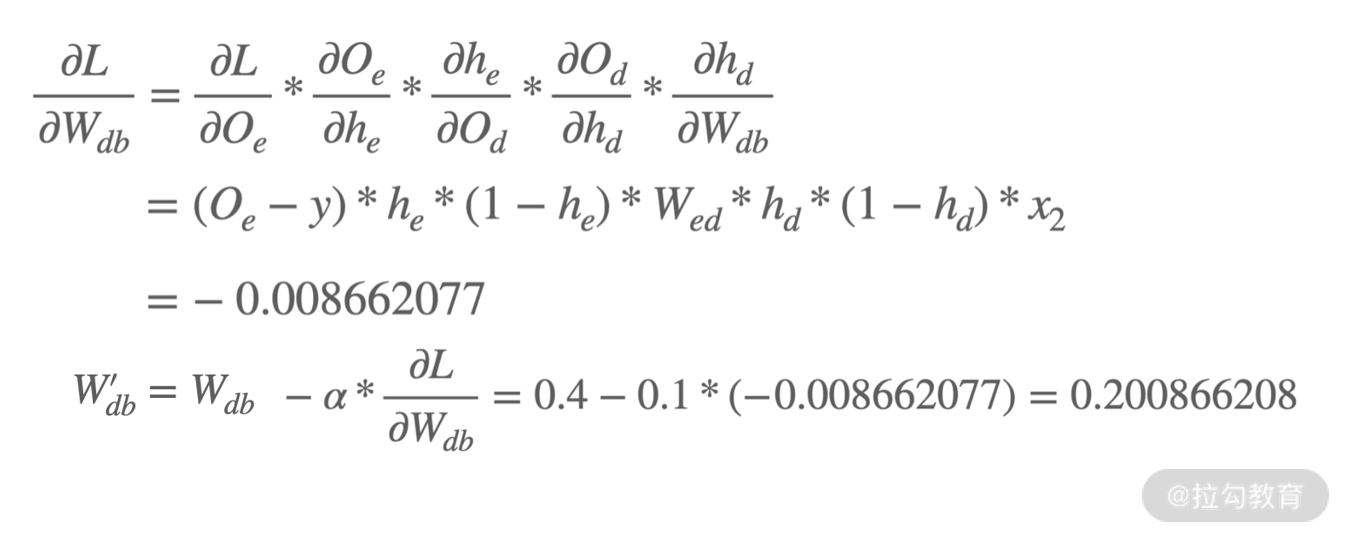 ∂L/∂W_db = ∂L/∂O_e * ∂O_e/∂h_e * ∂h_e/∂O_d * ∂O_d/∂h_d * ∂h_d/∂W_db
= (O_e − y) * h_e * (1 − h_e) * W_ed * h_d * (1 − h_d) * x_2
= − 0.008662077
W′_db = W_db − α * ∂L/∂W_db = 0.4 − 0.1 * (−0.008662077) = 0.200866208
@拉勾教育